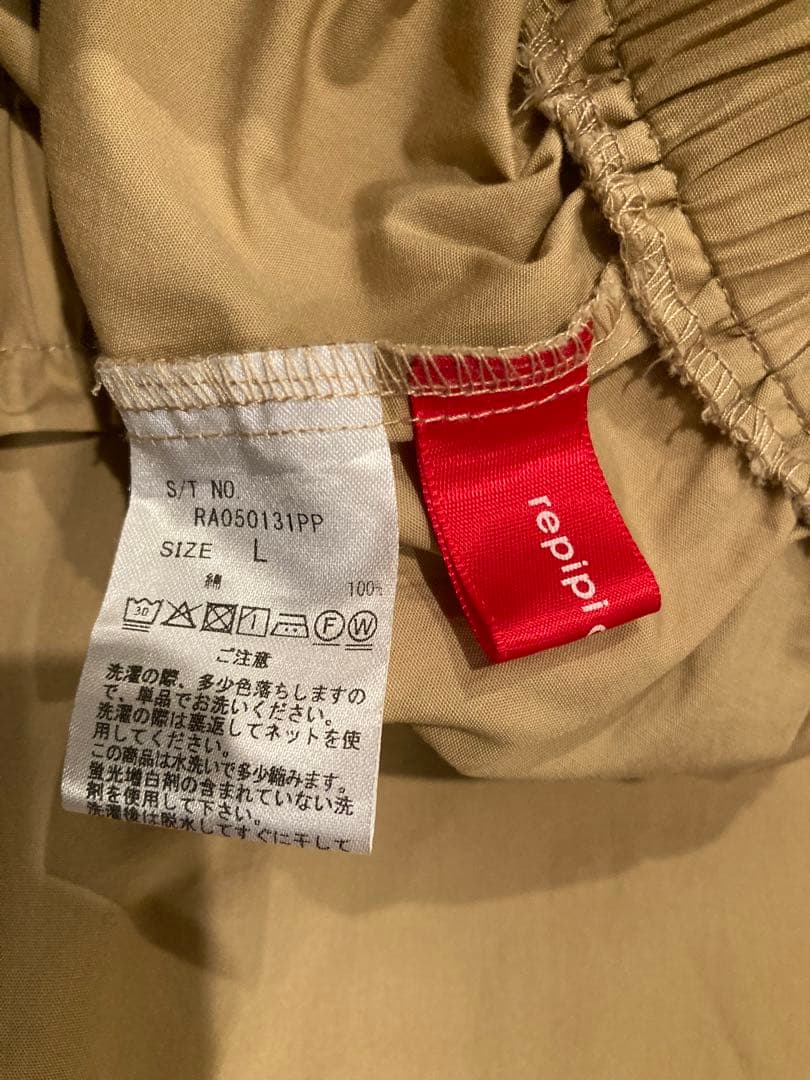 S/T NO.
RA050131PP
SIZE L
綿 100%
30 F W
ご注意
洗濯の際、多少色落ちしますの
で、単品でお洗いください。
洗濯の際は裏返してネットを使
用してください。
この商品は水洗いで多少縮みます。
蛍光増白剤の含まれていない洗
剤を使用して下さい。
洗濯後は脱水してすぐに干して
repipi